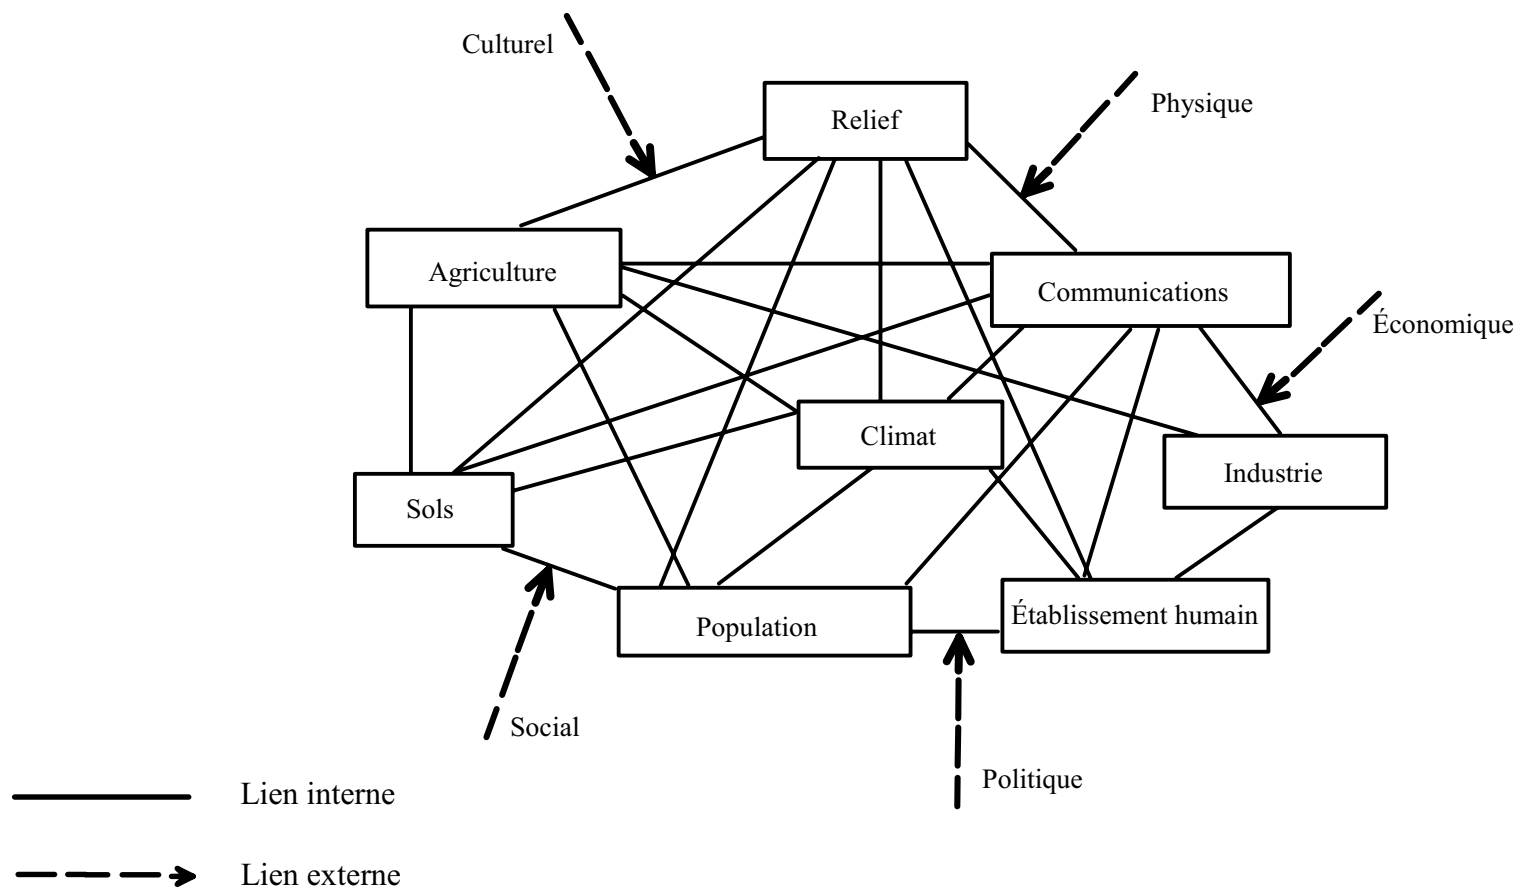 Culturel
Physique
Relief
Agriculture
Communications
Économique
Climat
Industrie
Sols
Établissement humain
Population
Social
Politique
Lien interne
Lien externe